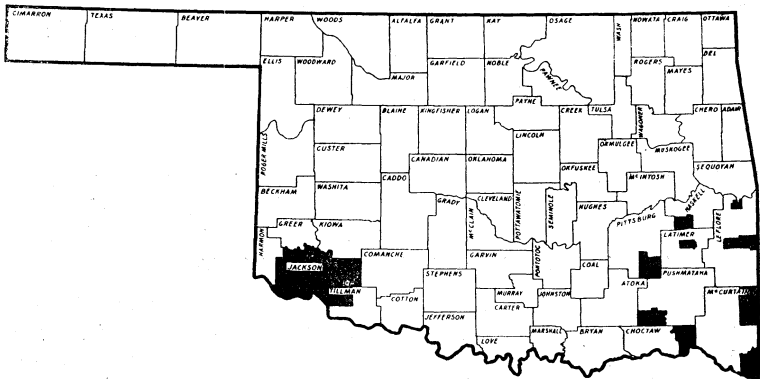 CIMARRON TEXAS BEAVER HARPER WOODS ALFALFA GRANT KAY OSAGE WASH NOWATA CRAIG OTTAWA
ELLIS WOODWARD MAJOR GARFIELD NOBLE PAWNEE ROGERS MAYES DEL
ROGER MILLS DEWEY BLAINE KINGFISHER LOGAN PAYNE CREEK TULSA WAGONER CHERO ADAIR
CUSTER CANADIAN OKLAHOMA LINCOLN OKFUSKEE OKMULGEE MUSKOGEE SEQUOYAH
BECKHAM WASHITA CADDO GRADY CLEVELAND POTTAWATOMIE SEMINOLE HUGHES McINTOSH HASKELL
HARMON GREER KIOWA McCLAIN PITTSBURG LATIMER LEFLORE
JACKSON COMANCHE STEPHENS GARVIN PONTOTOC COAL ATOKA PUSHMATAHA
TILLMAN COTTON MURRAY JOHNSTON McCURTAIN
JEFFERSON CARTER LOVE MARSHALL BRYAN CHOCTAW